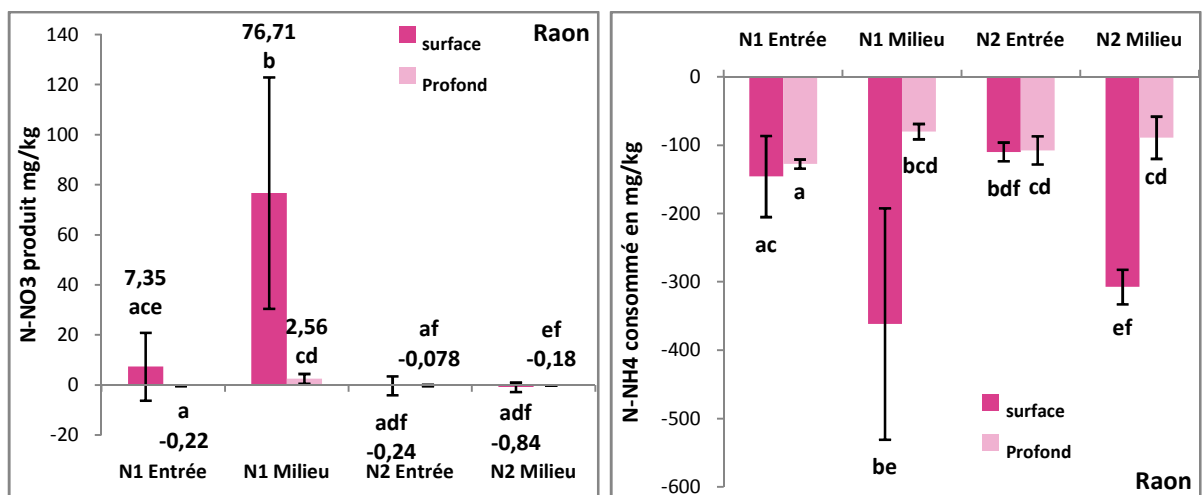 Raon
surface
Profond
N-NO3 produit mg/kg
140
120
100
80
60
40
20
0
-20
7,35
ace
a
-0,22
76,71
b
2,56
cd
adf
-0,24
af
-0,078
adf
-0,84
ef
-0,18
N1 Entrée N1 Milieu N2 Entrée N2 Milieu
N1 Entrée N1 Milieu N2 Entrée N2 Milieu
N-NH4 consommé en mg/kg
0
-100
-200
-300
-400
-500
-600
ac
a
be
bcd
bdf
cd
ef
cd
surface
Profond
Raon